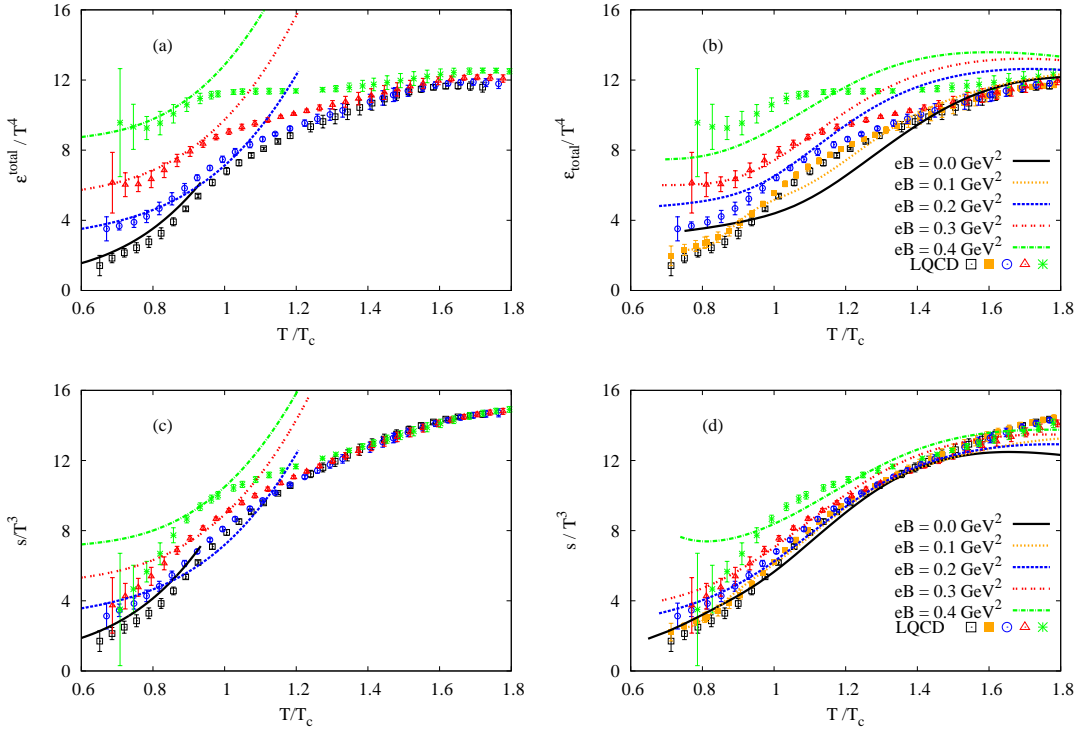 16
12
8
4
0
ε^total / T^4
(a)
0.6 0.8 1 1.2 1.4 1.6 1.8
T /T_c
16
12
8
4
0
ε_total/ T^4
(b)
eB = 0.0 GeV^2
eB = 0.1 GeV^2
eB = 0.2 GeV^2
eB = 0.3 GeV^2
eB = 0.4 GeV^2
LQCD
0.6 0.8 1 1.2 1.4 1.6 1.8
T /T_c
16
12
8
4
0
s/T^3
(c)
0.6 0.8 1 1.2 1.4 1.6 1.8
T/T_c
16
12
8
4
0
s / T^3
(d)
eB = 0.0 GeV^2
eB = 0.1 GeV^2
eB = 0.2 GeV^2
eB = 0.3 GeV^2
eB = 0.4 GeV^2
LQCD
0.6 0.8 1 1.2 1.4 1.6 1.8
T /T_c